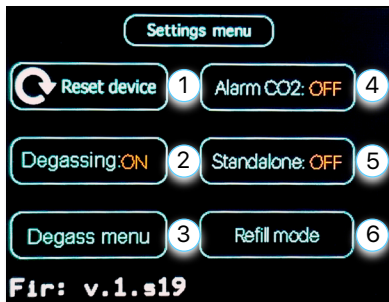 Settings menu
Reset device 1 Alarm CO2: OFF 4
Degassing:ON 2 Standalone: OFF 5
Degass menu 3 Refill mode 6
Fir: v.1.s19